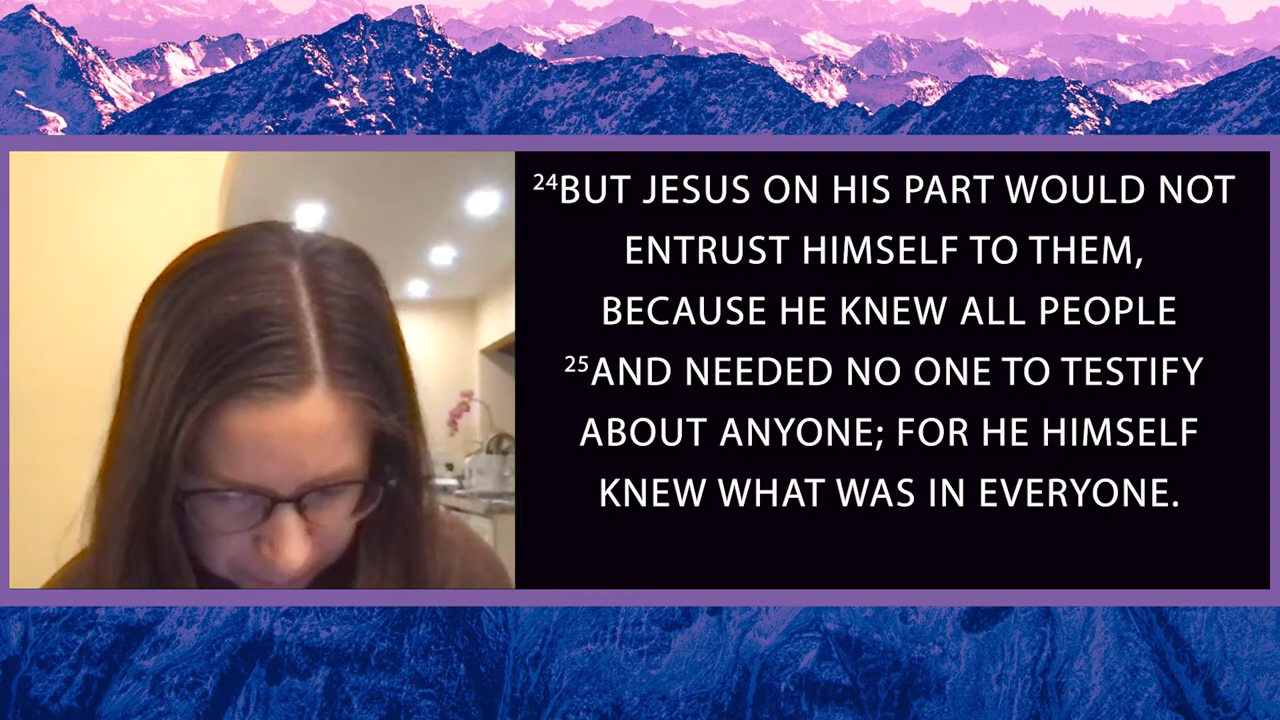 ²⁴BUT JESUS ON HIS PART WOULD NOT
ENTRUST HIMSELF TO THEM,
BECAUSE HE KNEW ALL PEOPLE
²⁵AND NEEDED NO ONE TO TESTIFY
ABOUT ANYONE; FOR HE HIMSELF
KNEW WHAT WAS IN EVERYONE.